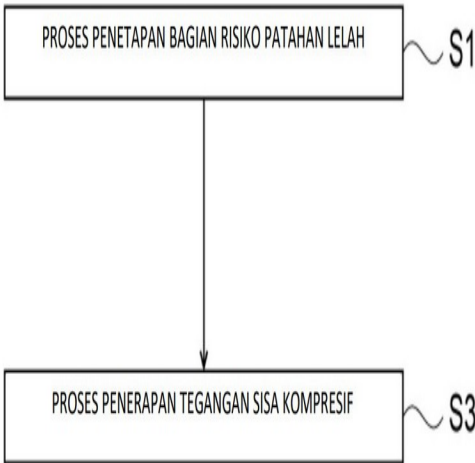 PROSES PENETAPAN BAGIAN RISIKO PATAHAN LELAH
S1
PROSES PENERAPAN TEGANGAN SISA KOMPRESIF
S3